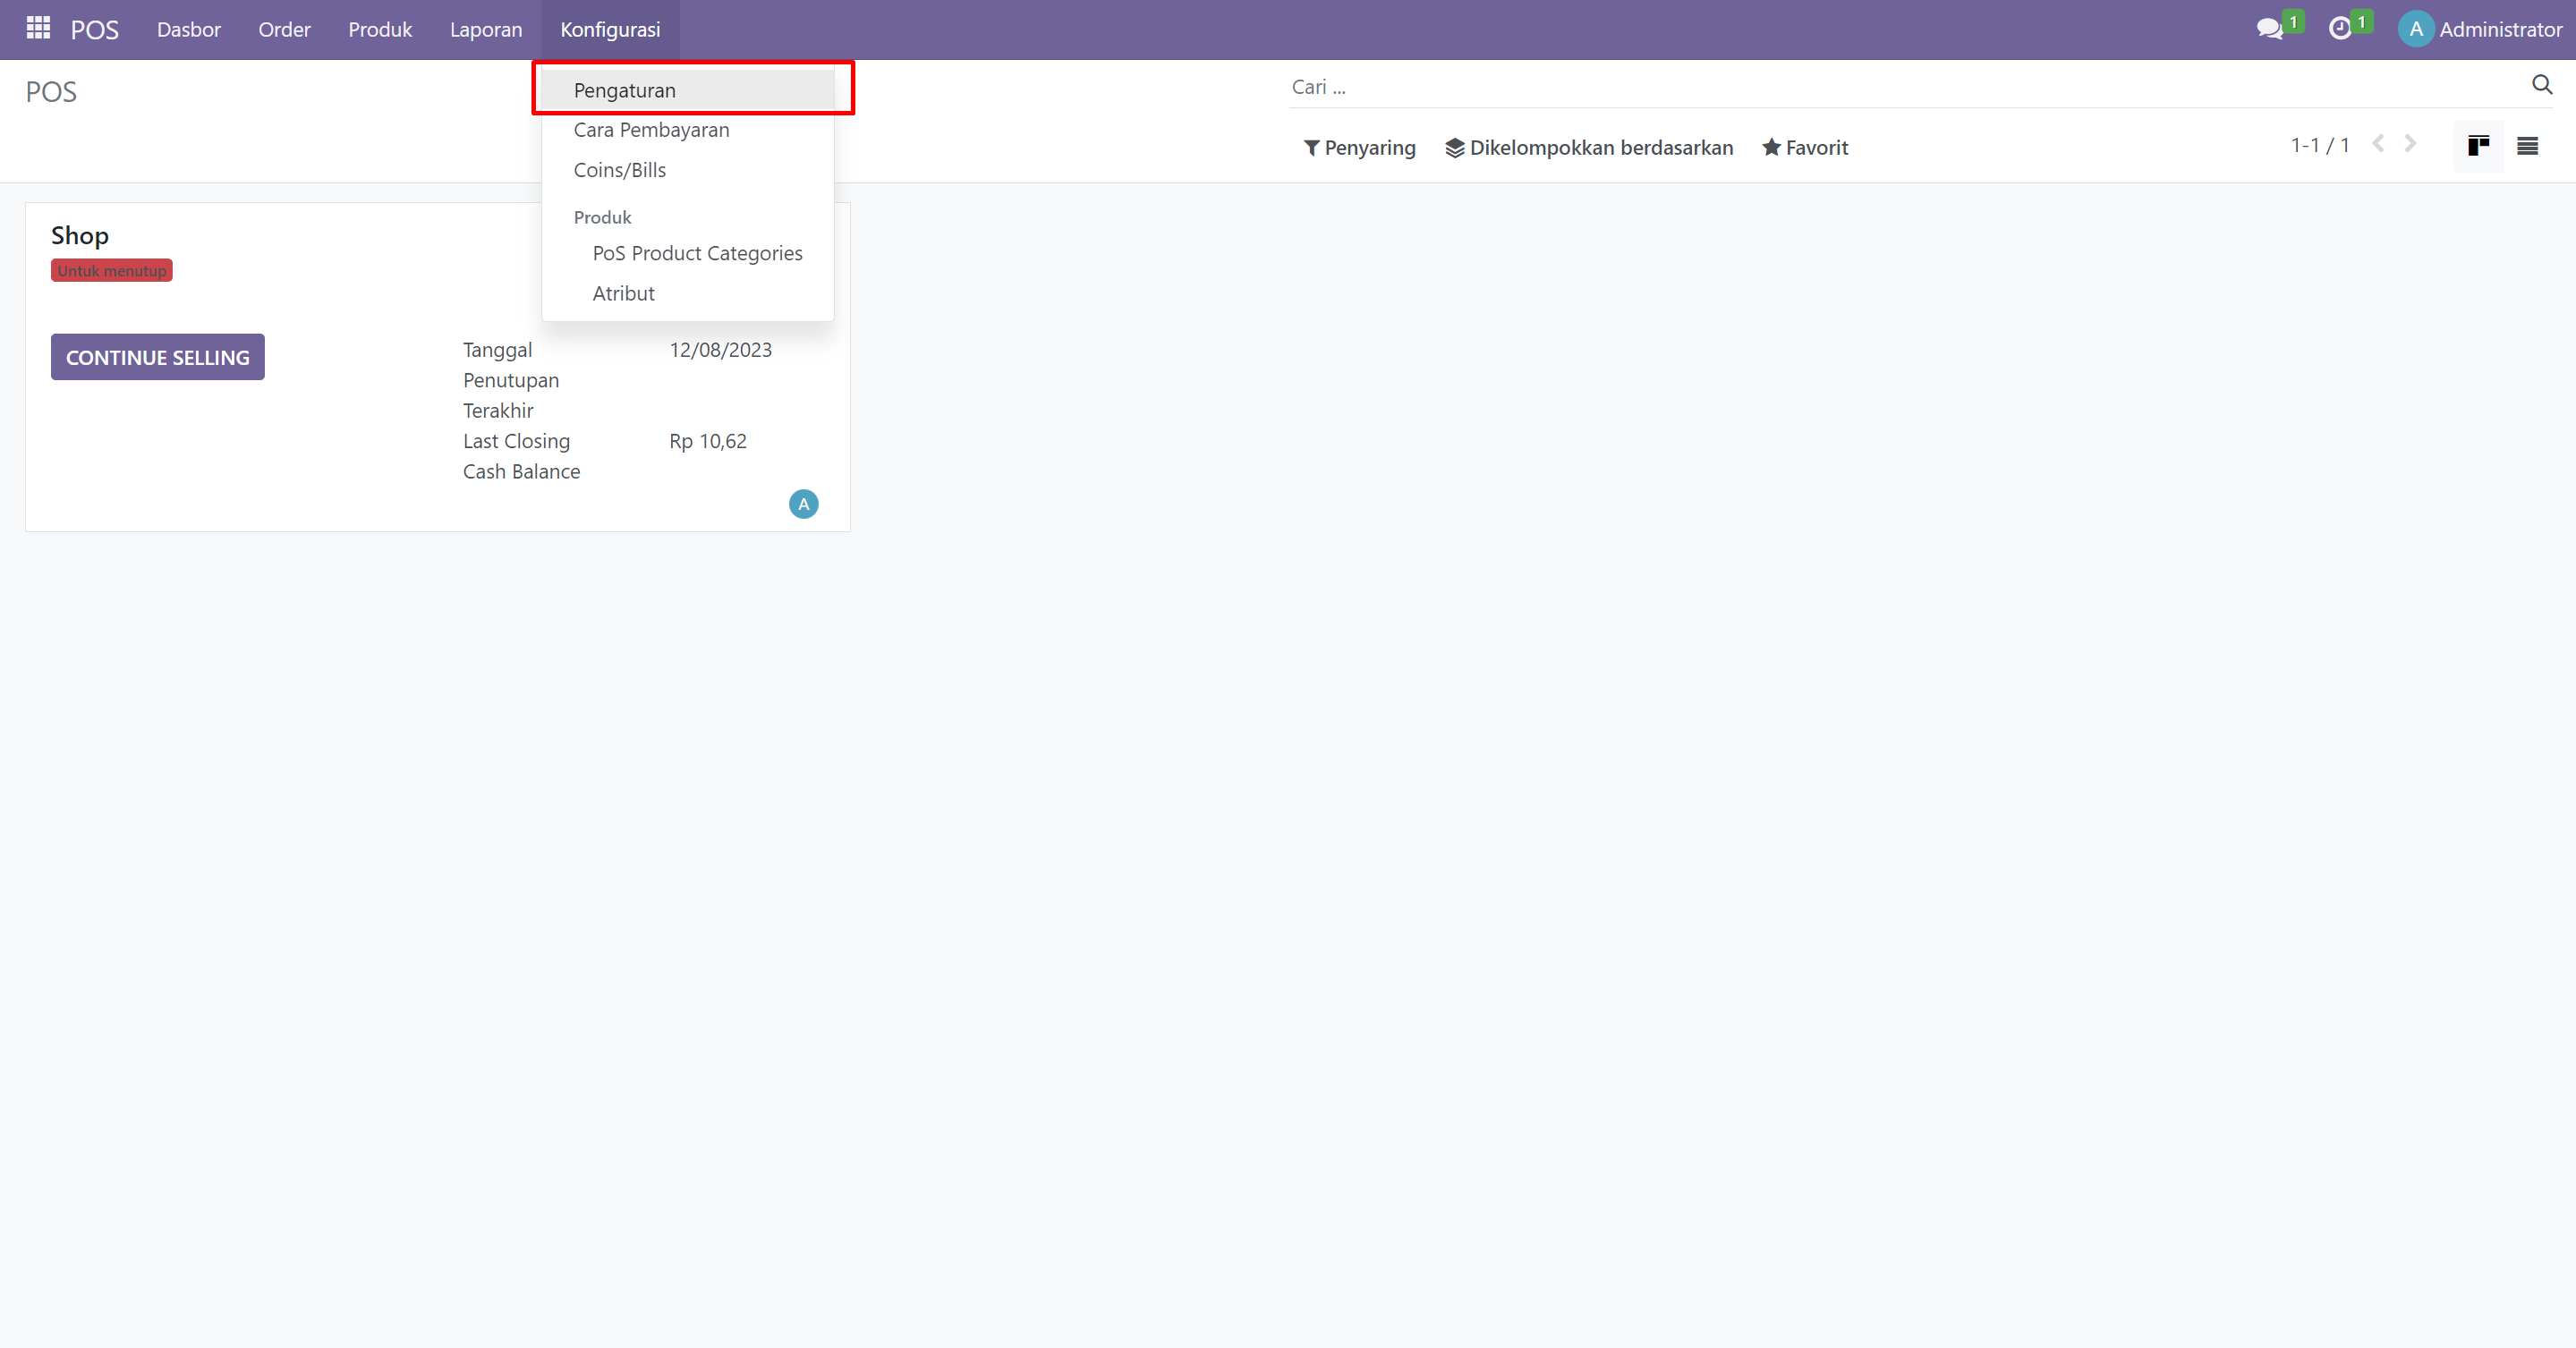 POS Dasbor Order Produk Laporan Konfigurasi 1 1 A Administrator
POS
Pengaturan
Cara Pembayaran
Coins/Bills
Produk
PoS Product Categories
Atribut
Cari ...
Penyaring Dikelompokkan berdasarkan Favorit 1-1 / 1
Shop
Untuk menutup
CONTINUE SELLING
Tanggal 12/08/2023
Penutupan
Terakhir
Last Closing Rp 10,62
Cash Balance
A